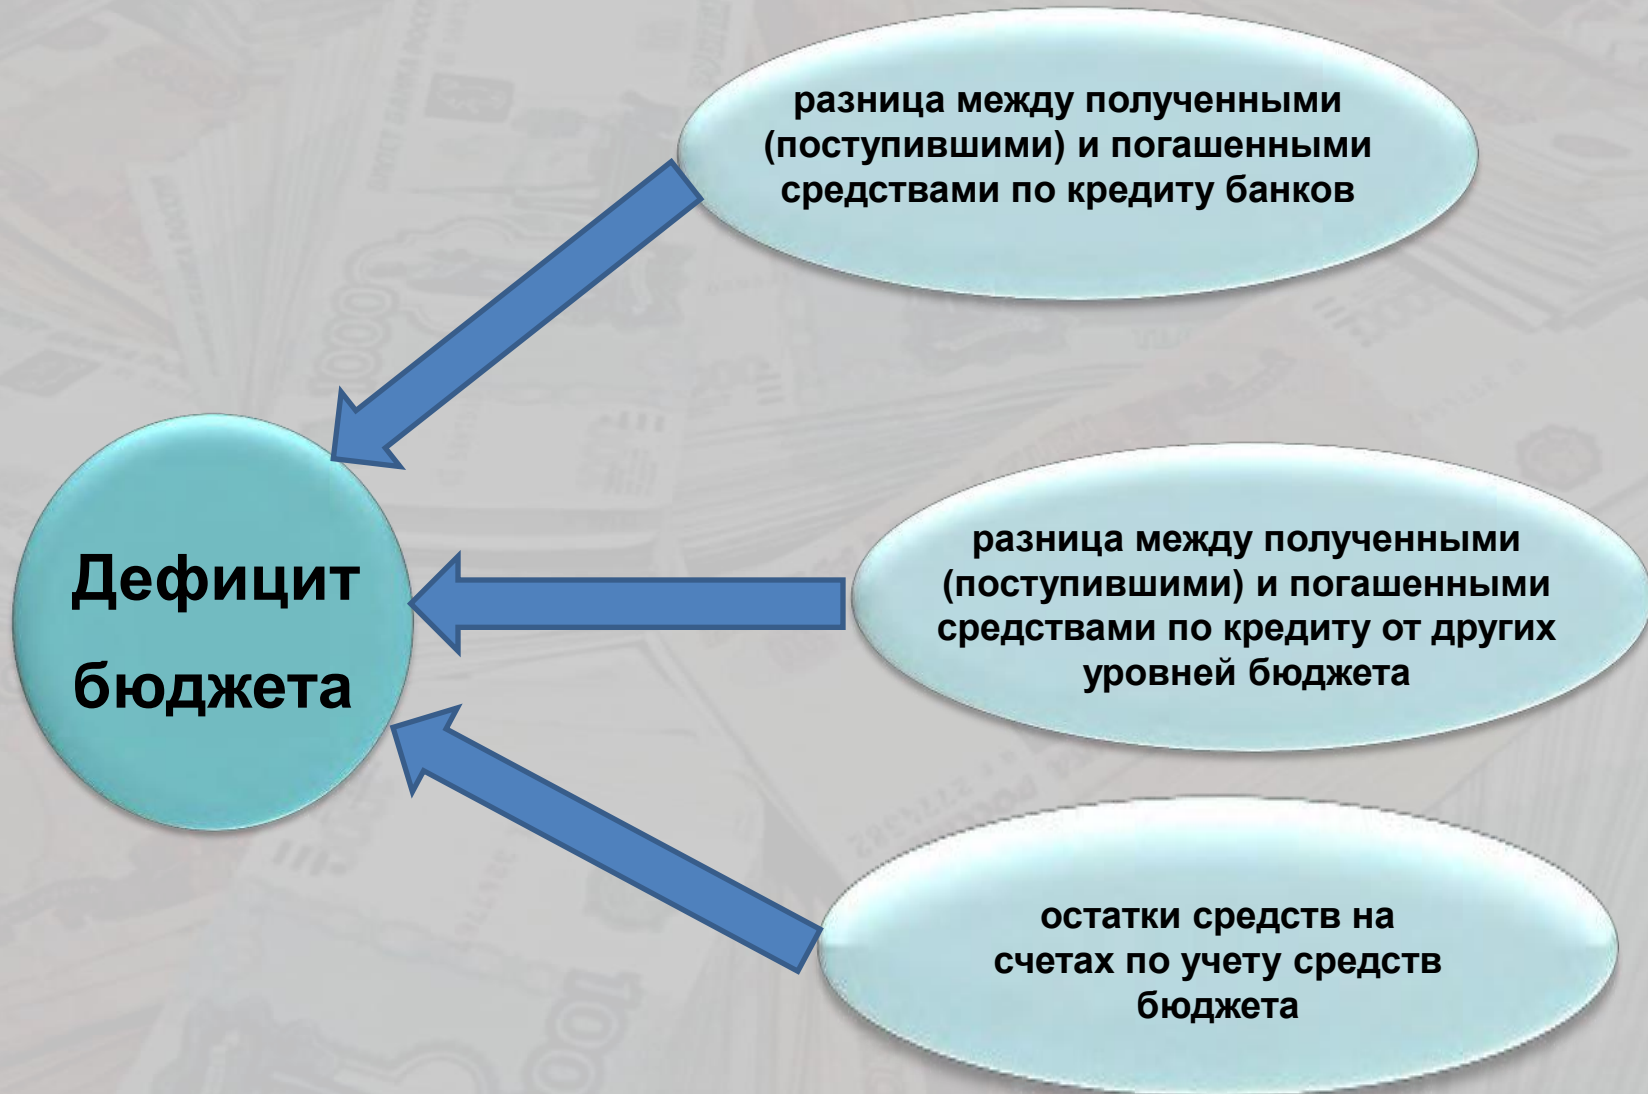 разница между полученными
(поступившими) и погашенными
средствами по кредиту банков
Дефицит
бюджета
разница между полученными
(поступившими) и погашенными
средствами по кредиту от других
уровней бюджета
остатки средств на
счетах по учету средств
бюджета